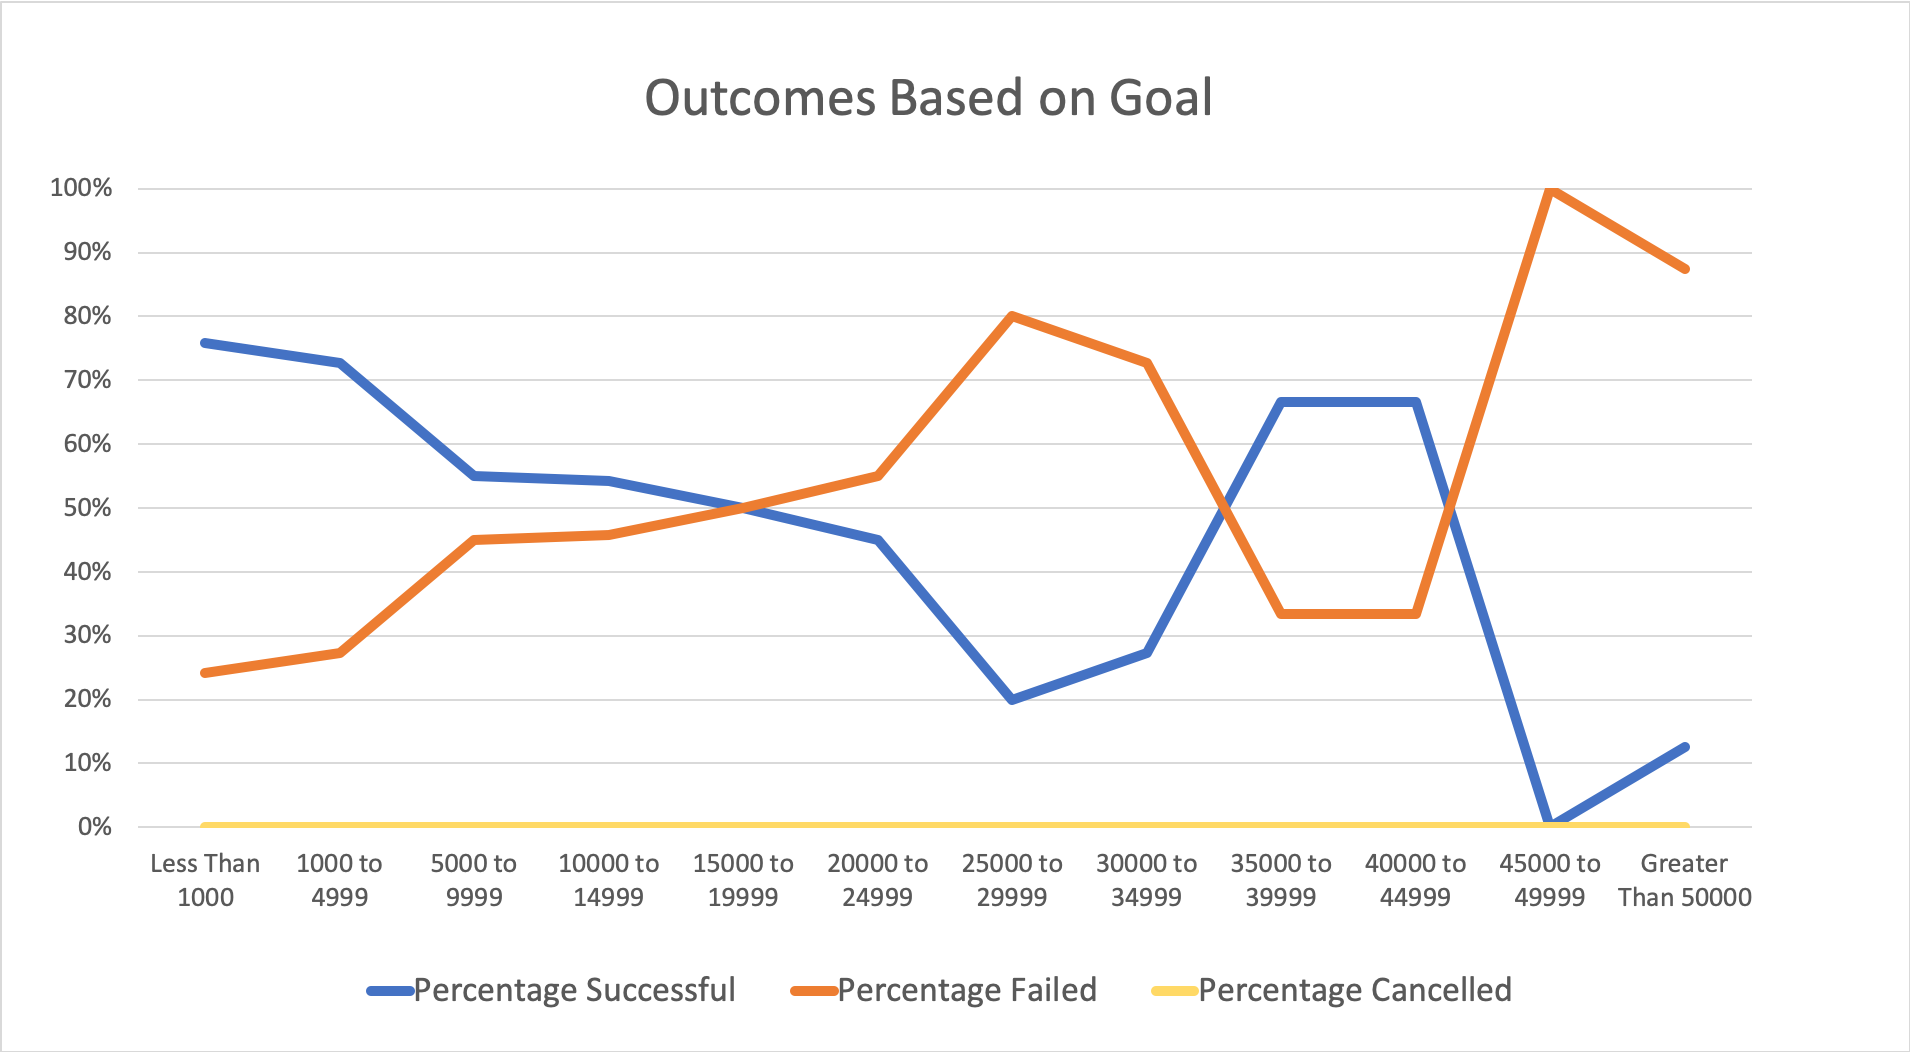 Outcomes Based on Goal
100%
90%
80%
70%
60%
50%
40%
30%
20%
10%
0%
Less Than 1000
1000 to 4999
5000 to 9999
10000 to 14999
15000 to 19999
20000 to 24999
25000 to 29999
30000 to 34999
35000 to 39999
40000 to 44999
45000 to 49999
Greater Than 50000
Percentage Successful
Percentage Failed
Percentage Cancelled